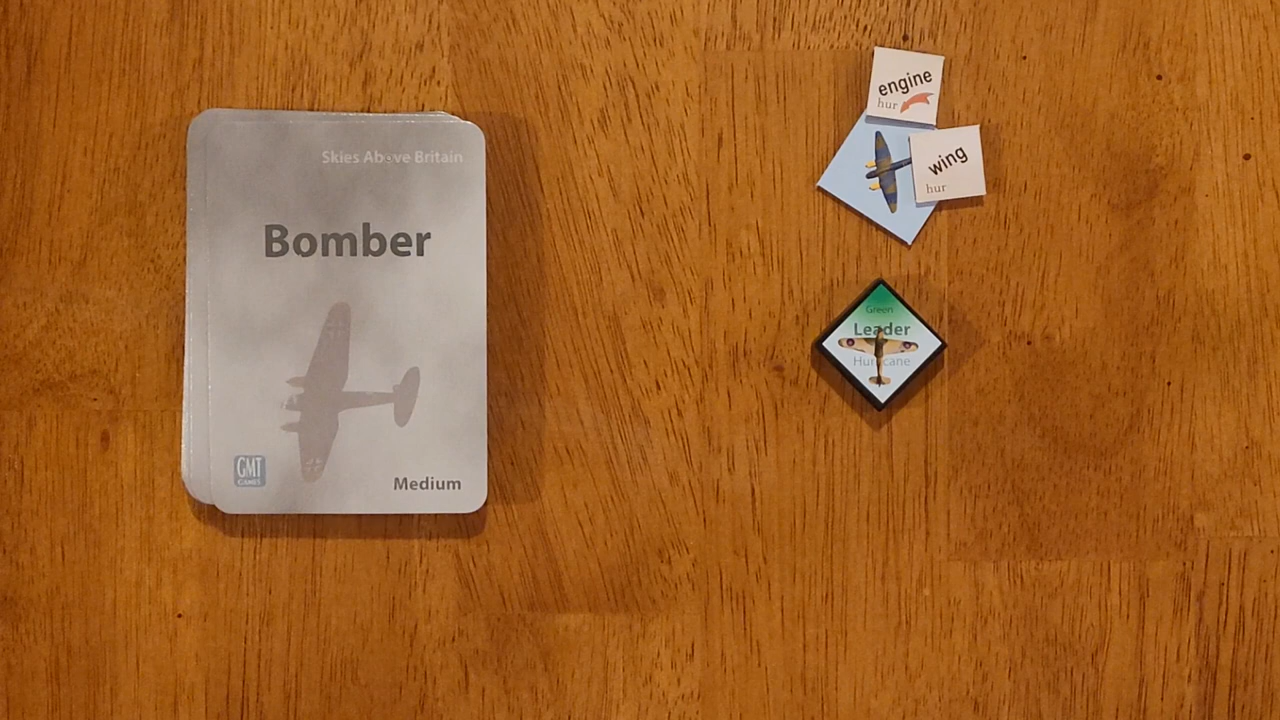 Skies Above Britain
Bomber
GMT
GAMES
Medium
engine
hur
wing
hur
Green
Leader
Hurricane